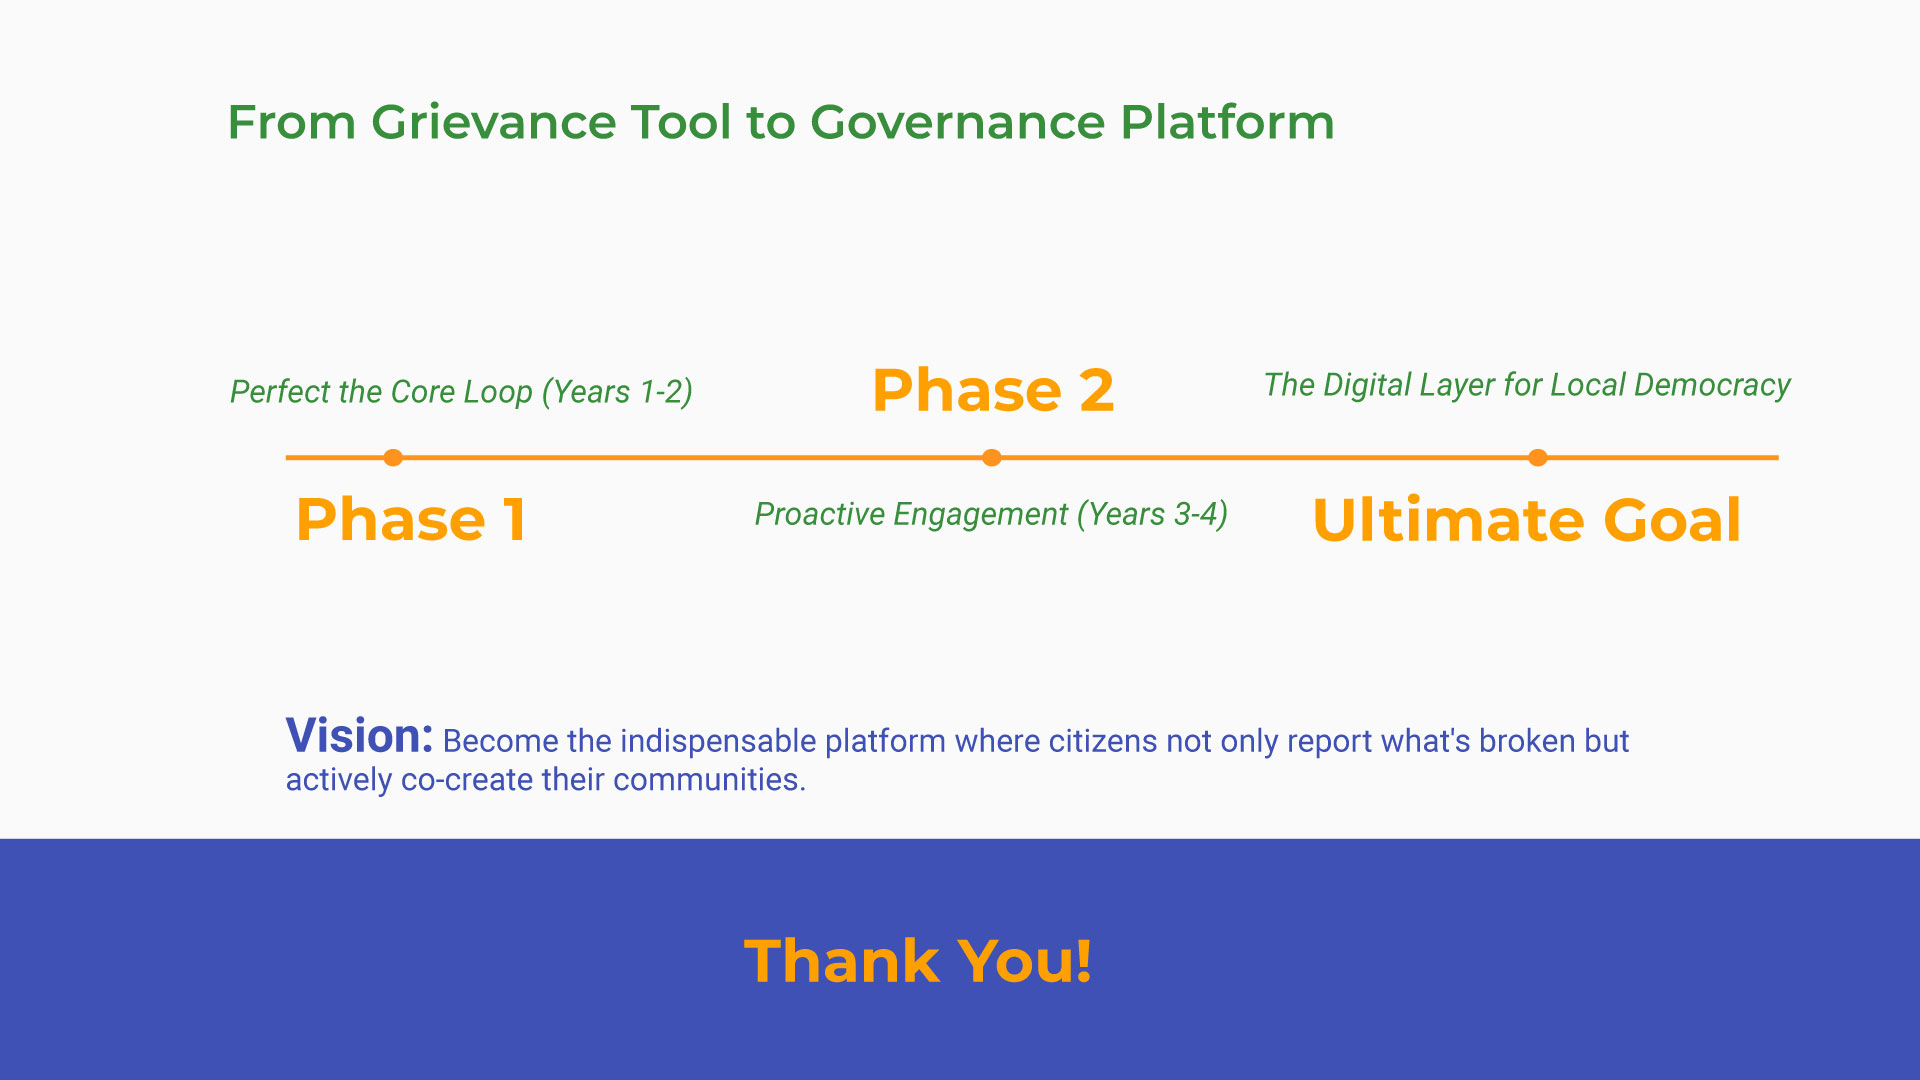 From Grievance Tool to Governance Platform
Perfect the Core Loop (Years 1-2)
Phase 1
Phase 2
Proactive Engagement (Years 3-4)
The Digital Layer for Local Democracy
Ultimate Goal
Vision: Become the indispensable platform where citizens not only report what's broken but
actively co-create their communities.
Thank You!